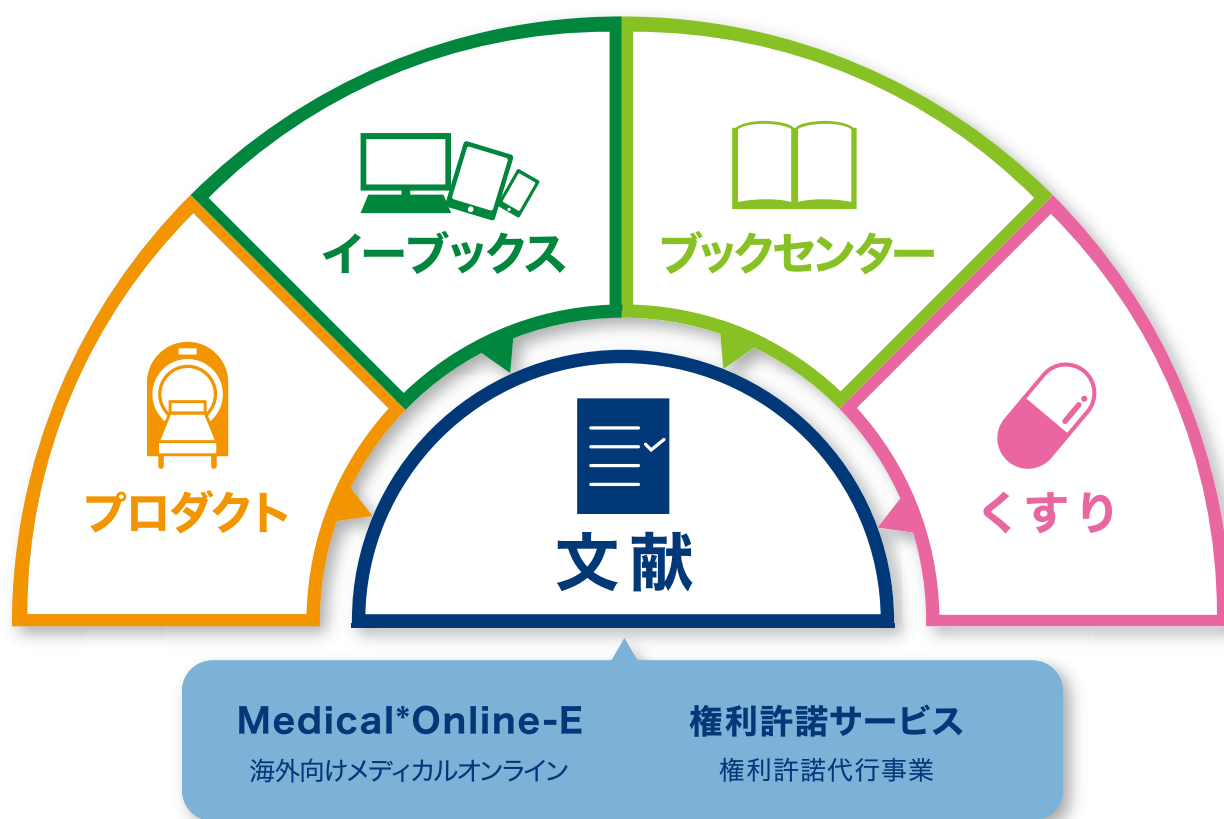 イーブックス
ブックセンター
プロダクト
くすり
文献
Medical*Online-E
海外向けメディカルオンライン
権利許諾サービス
権利許諾代行事業